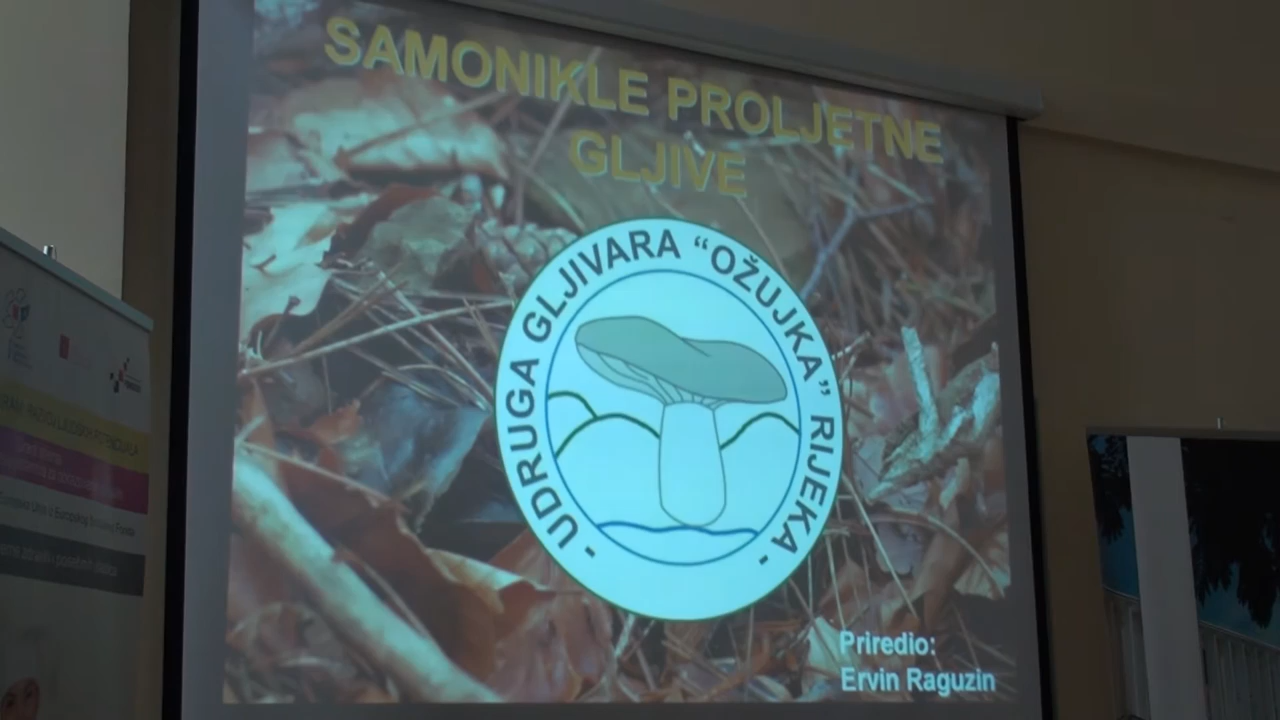 SAMONIKLE PROLJETNE
GLJIVE
- UDRUGA GLJIVARA “OŽUJKA” RIJEKA -
Priredio:
Ervin Raguzin